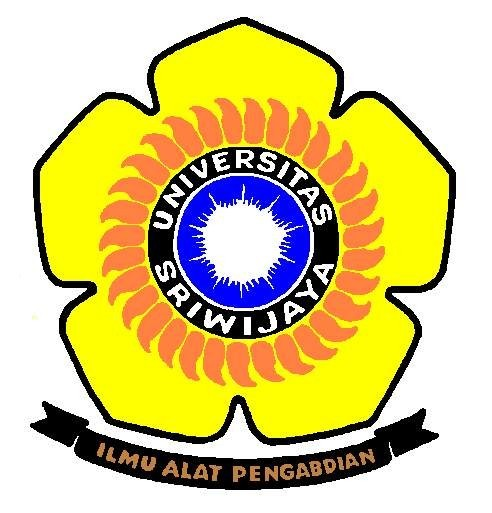 UNIVERSITAS
SRIWIJAYA
ILMU ALAT PENGABDIAN